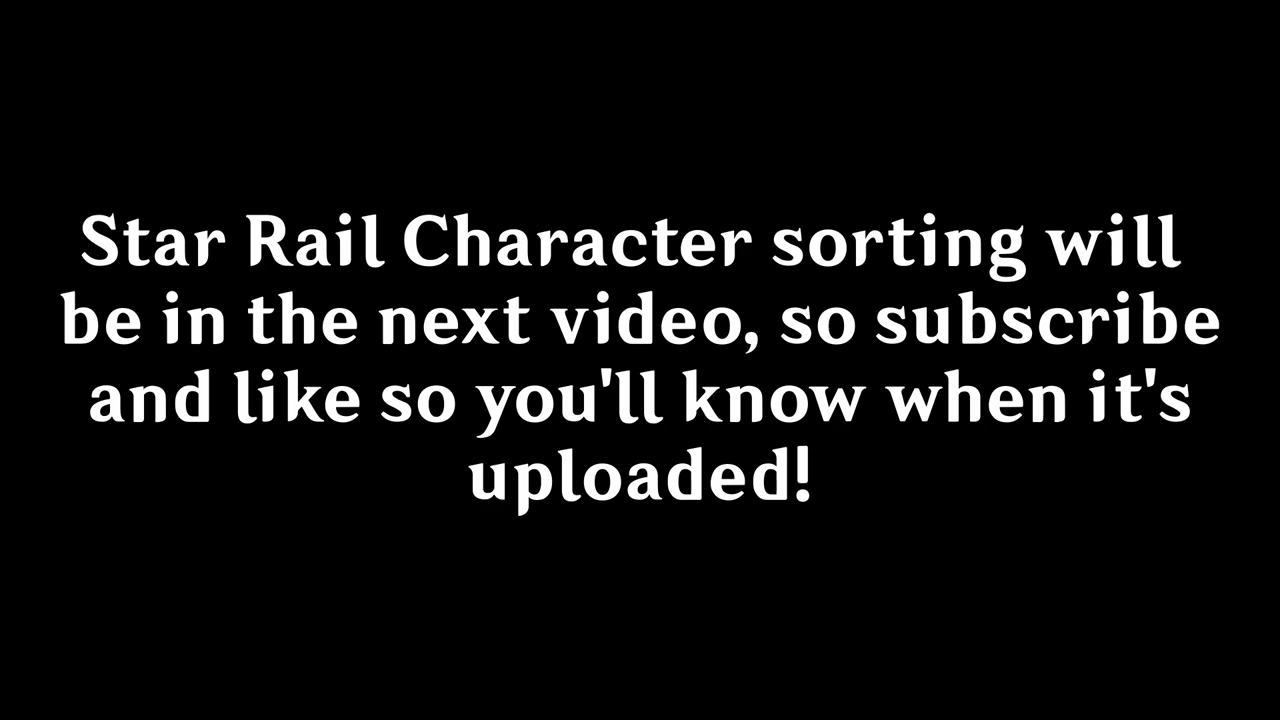 Star Rail Character sorting will
be in the next video, so subscribe
and like so you'll know when it's
uploaded!